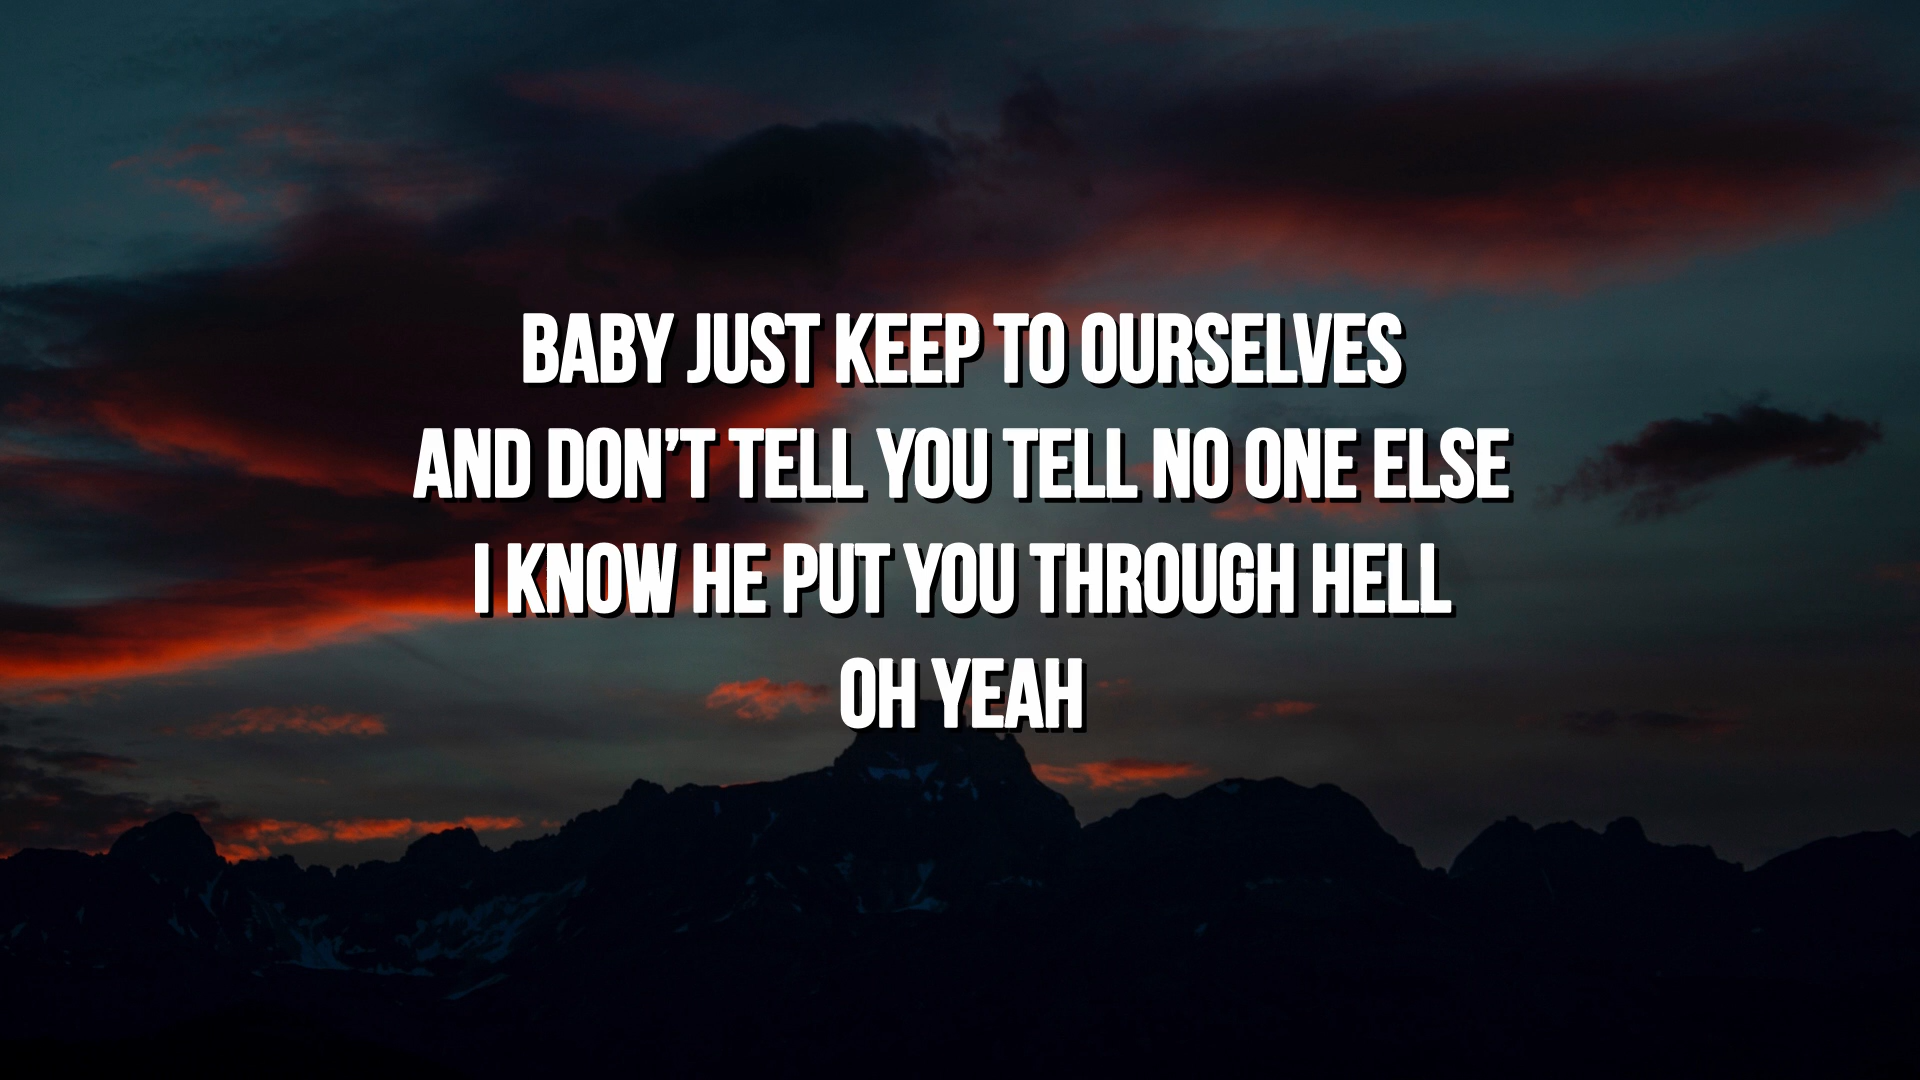 BABY JUST KEEP TO OURSELVES
AND DON'T TELL YOU TELL NO ONE ELSE
I KNOW HE PUT YOU THROUGH HELL
OH YEAH